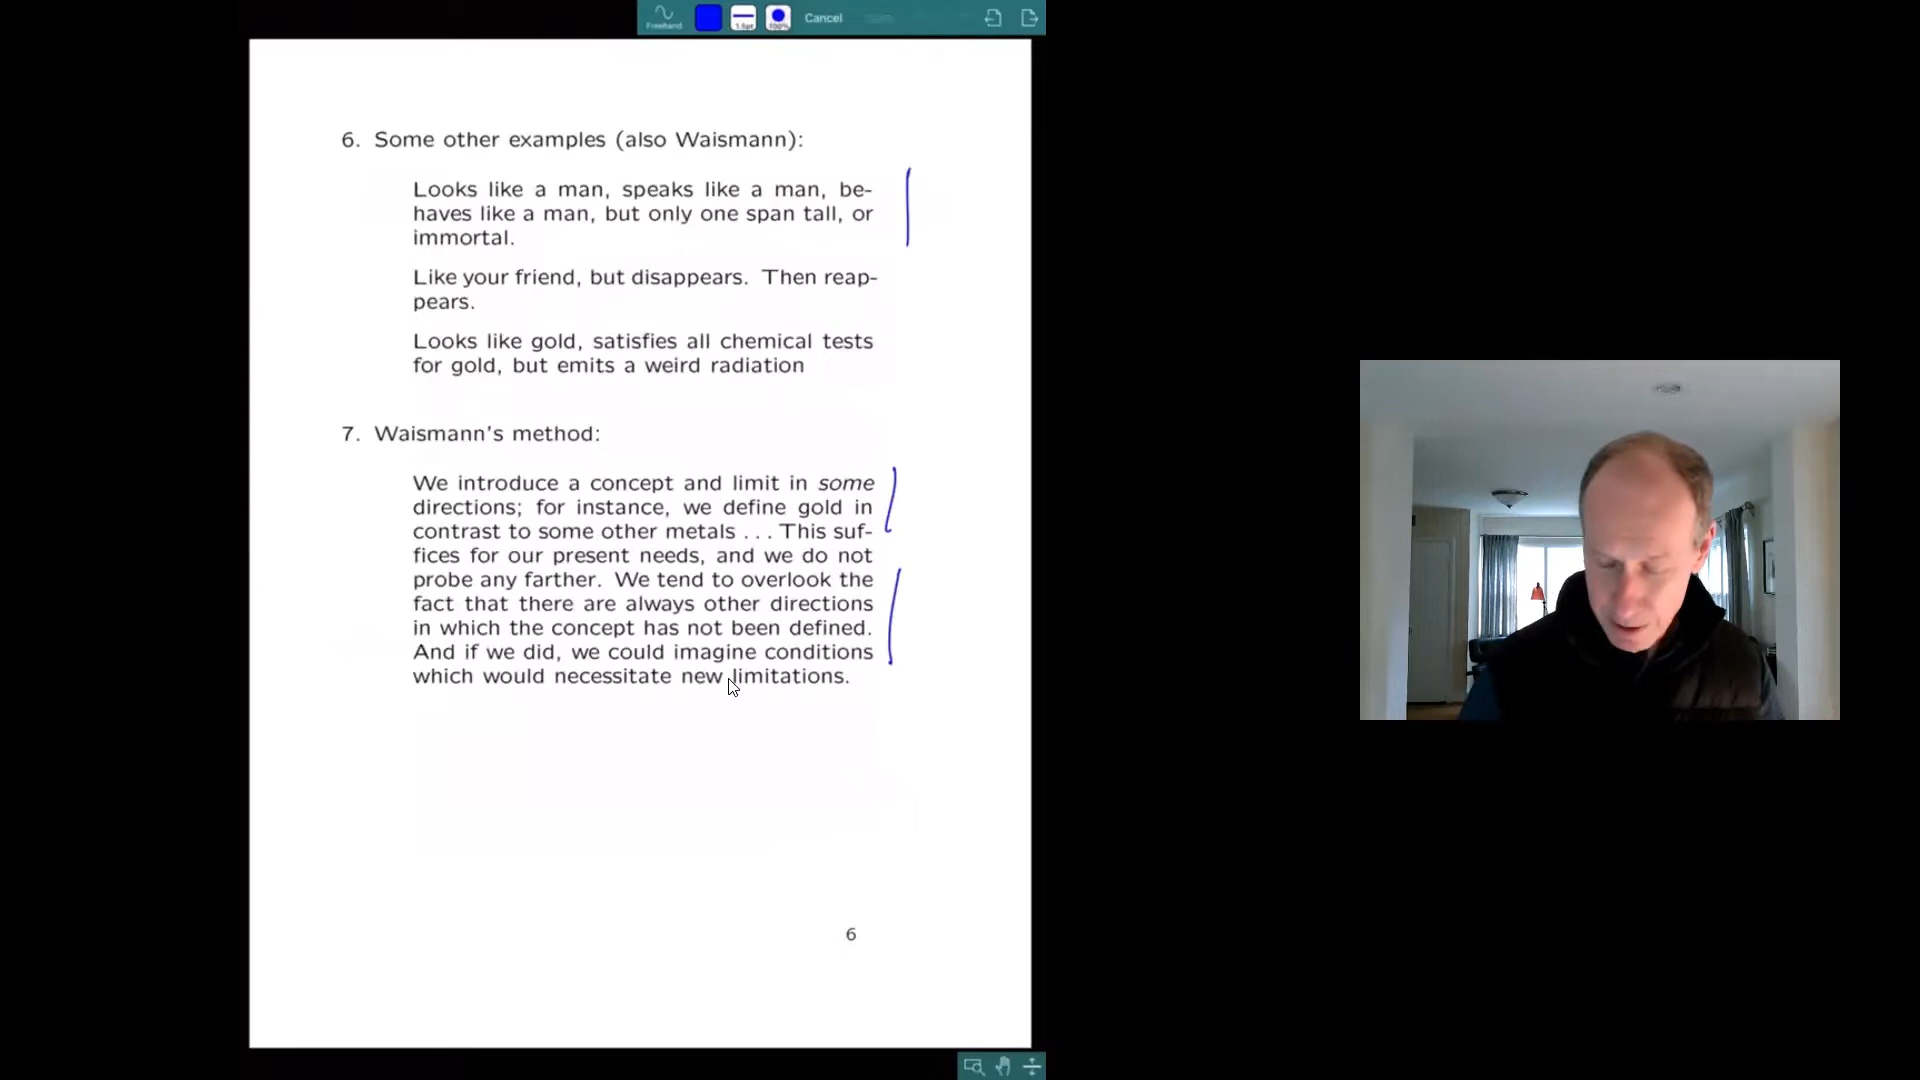 Freehand
1.6pt
100%
Cancel
6. Some other examples (also Waismann):
Looks like a man, speaks like a man, be-
haves like a man, but only one span tall, or
immortal.
Like your friend, but disappears. Then reap-
pears.
Looks like gold, satisfies all chemical tests
for gold, but emits a weird radiation
7. Waismann's method:
We introduce a concept and limit in some
directions; for instance, we define gold in
contrast to some other metals . . . This suf-
fices for our present needs, and we do not
probe any farther. We tend to overlook the
fact that there are always other directions
in which the concept has not been defined.
And if we did, we could imagine conditions
which would necessitate new limitations.
6